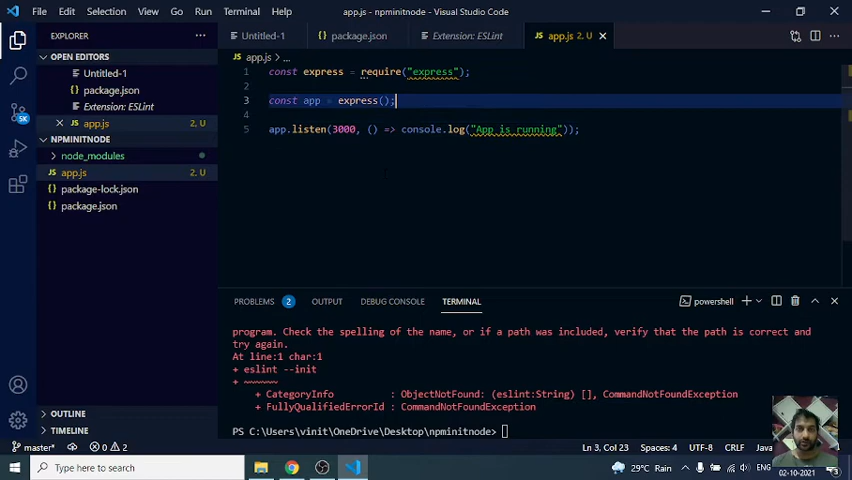 File Edit Selection View Go Run Terminal Help
app.js - npminitnode - Visual Studio Code
EXPLORER
OPEN EDITORS
Untitled-1
package.json
Extension: ESLint
app.js 2, U
NPMINITNODE
node_modules
app.js 2, U
package-lock.json
package.json
OUTLINE
TIMELINE
Untitled-1 package.json Extension: ESLint app.js 2, U
app.js > ...
1 const express = require("express");
2
3 const app = express();
4
5 app.listen(3000, () => console.log("App is running"));
PROBLEMS 2 OUTPUT DEBUG CONSOLE TERMINAL powershell
program. Check the spelling of the name, or if a path was included, verify that the path is correct and
try again.
At line:1 char:1
+ eslint --init
+ ~~~~~~
+ CategoryInfo : ObjectNotFound: (eslint:String) [], CommandNotFoundException
+ FullyQualifiedErrorId : CommandNotFoundException
PS C:\Users\vinit\OneDrive\Desktop\npminitnode>
master* 0 2 Ln 3, Col 23 Spaces: 4 UTF-8 CRLF
Type here to search
29°C Rain ENG
02-10-2021